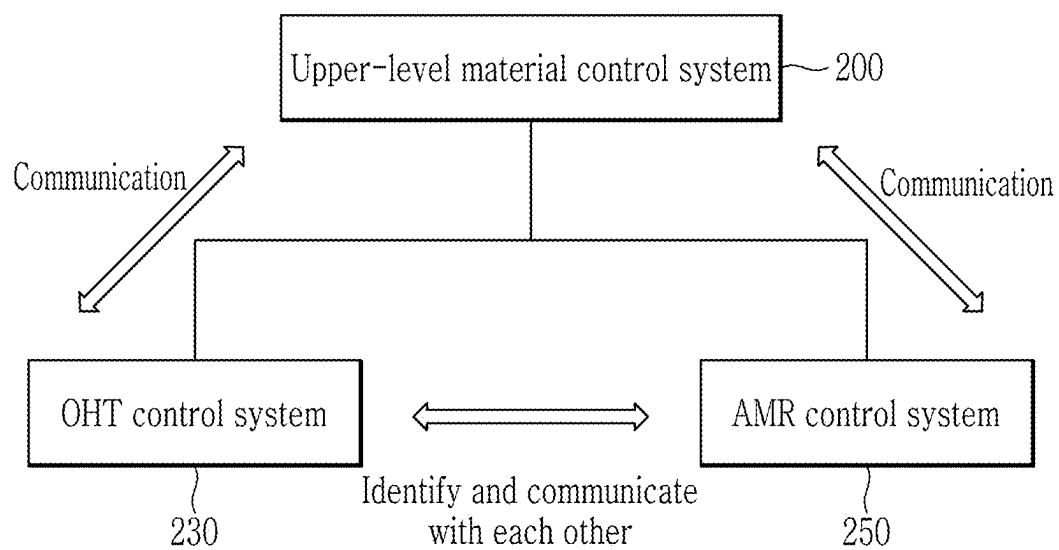 Upper-level material control system
200
Communication
Communication
OHT control system
AMR control system
Identify and communicate
with each other
230
250